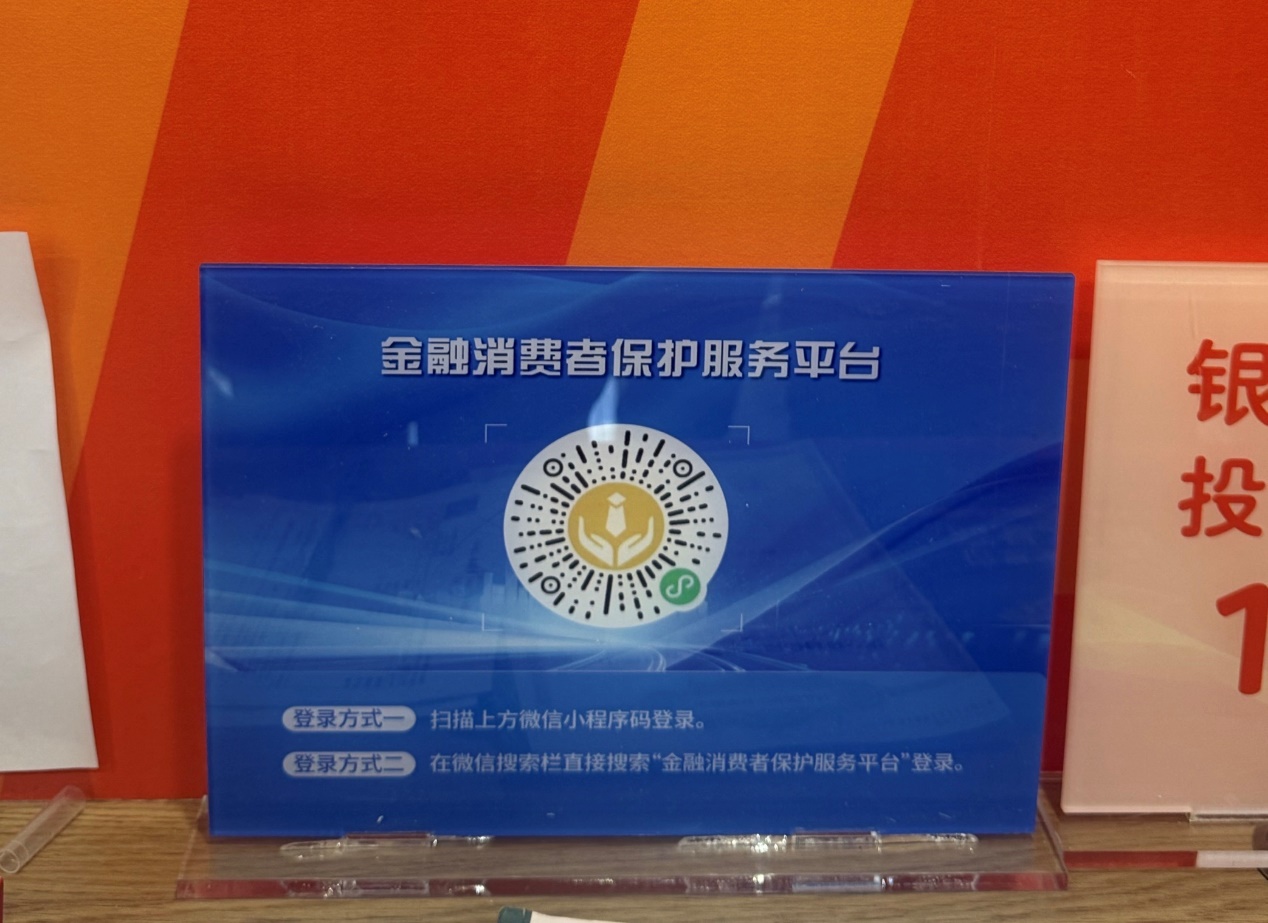 金融消费者保护服务平台
登录方式一 扫描上方微信小程序码登录。
登录方式二 在微信搜索栏直接搜索“金融消费者保护服务平台”登录。
银
投
1